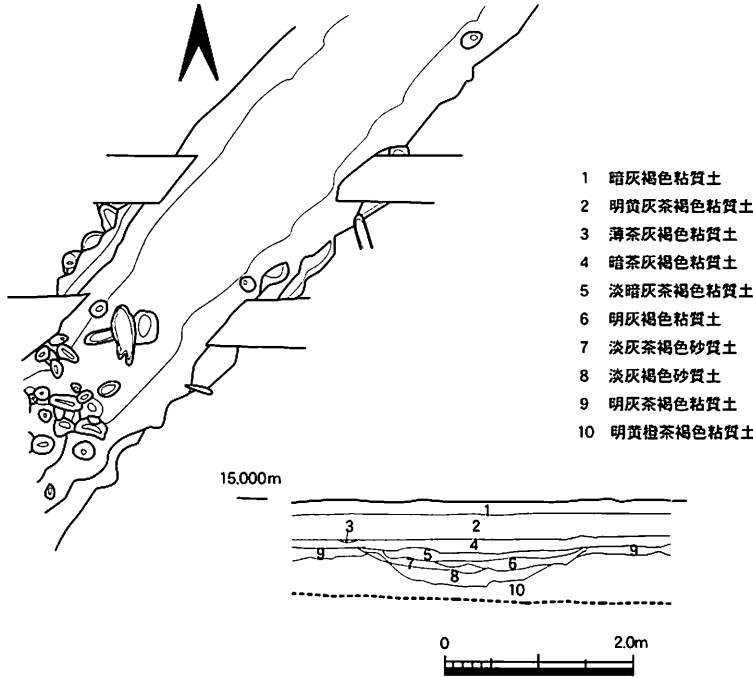 1 暗灰褐色粘質土
2 明黄灰茶褐色粘質土
3 薄茶灰褐色粘質土
4 暗茶灰褐色粘質土
5 淡暗灰茶褐色粘質土
6 明灰褐色粘質土
7 淡灰茶褐色砂質土
8 淡灰褐色砂質土
9 明灰茶褐色粘質土
10 明黄橙茶褐色粘質土
15.000m
1
3 2
4
9 5 9
7 6
8
10
0 2.0m